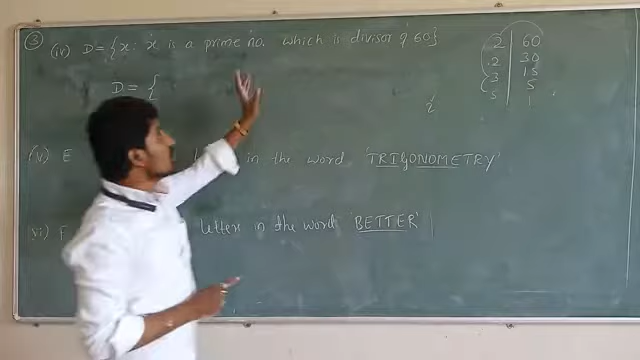 ③ (iv) D = {x: x is a prime no. which is divisor of 60}
D = {
2 | 60
2 | 30
3 | 15
5 | 5
1
(v) E in the word 'TRIGONOMETRY'
(vi) F letters in the word 'BETTER'